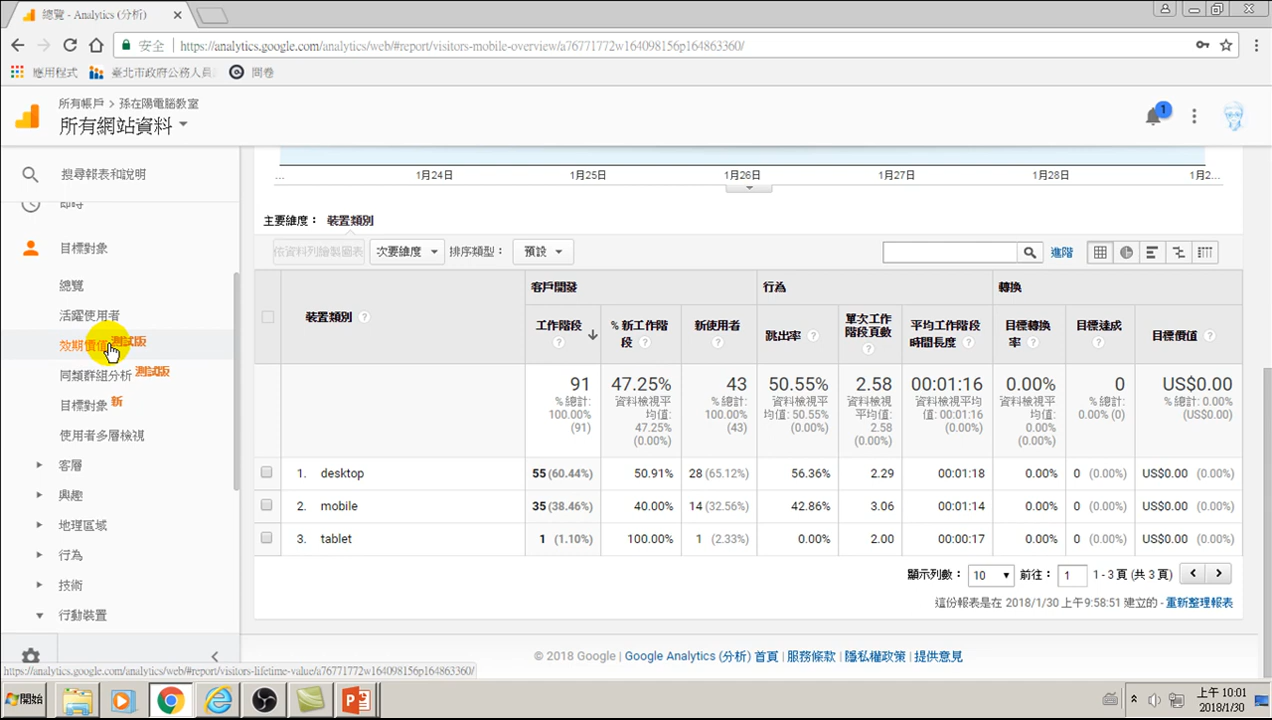 總覽 - Analytics (分析)
安全 https://analytics.google.com/analytics/web/#report/visitors-mobile-overview/a76771772w164098156p164863360/
應用程式 臺北市政府公務人員 問卷
所有帳戶 > 孫在陽電腦教室
所有網站資料
1
搜尋報表和說明
即時
目標對象
總覽
活躍使用者
效期價值 測試版
同類群組分析 測試版
目標對象 新
使用者多層檢視
客層
興趣
地理區域
行為
技術
行動裝置
... 1月24日 1月25日 1月26日 1月27日 1月28日 1月2...
主要維度： 裝置類別
依資料列繪製圖表 次要維度 排序類型： 預設 進階
裝置類別 客戶開發 行為 轉換
工作階段 % 新工作階段 新使用者 跳出率 單次工作階段頁數 平均工作階段時間長度 目標轉換率 目標達成 目標價值
91 47.25% 43 50.55% 2.58 00:01:16 0.00% 0 US$0.00
% 總計: 100.00% (91) 資料檢視平均值: 47.25% (0.00%) % 總計: 100.00% (43) 資料檢視平均值: 50.55% (0.00%) 資料檢視平均值: 2.58 (0.00%) 資料檢視平均值: 00:01:16 (0.00%) 資料檢視平均值: 0.00% (0.00%) % 總計: 0.00% (0) % 總計: 0.00% (US$0.00)
1. desktop 55 (60.44%) 50.91% 28 (65.12%) 56.36% 2.29 00:01:18 0.00% 0 (0.00%) US$0.00 (0.00%)
2. mobile 35 (38.46%) 40.00% 14 (32.56%) 42.86% 3.06 00:01:14 0.00% 0 (0.00%) US$0.00 (0.00%)
3. tablet 1 (1.10%) 100.00% 1 (2.33%) 0.00% 2.00 00:00:17 0.00% 0 (0.00%) US$0.00 (0.00%)
顯示列數： 10 前往： 1 1 - 3 頁 (共 3 頁)
這份報表是在 2018/1/30 上午9:58:51 建立的 - 重新整理報表
© 2018 Google | Google Analytics (分析) 首頁 | 服務條款 | 隱私權政策 | 提供意見
https://analytics.google.com/analytics/web/#report/visitors-lifetime-value/a76771772w164098156p164863360/
開始
上午 10:01
2018/1/30